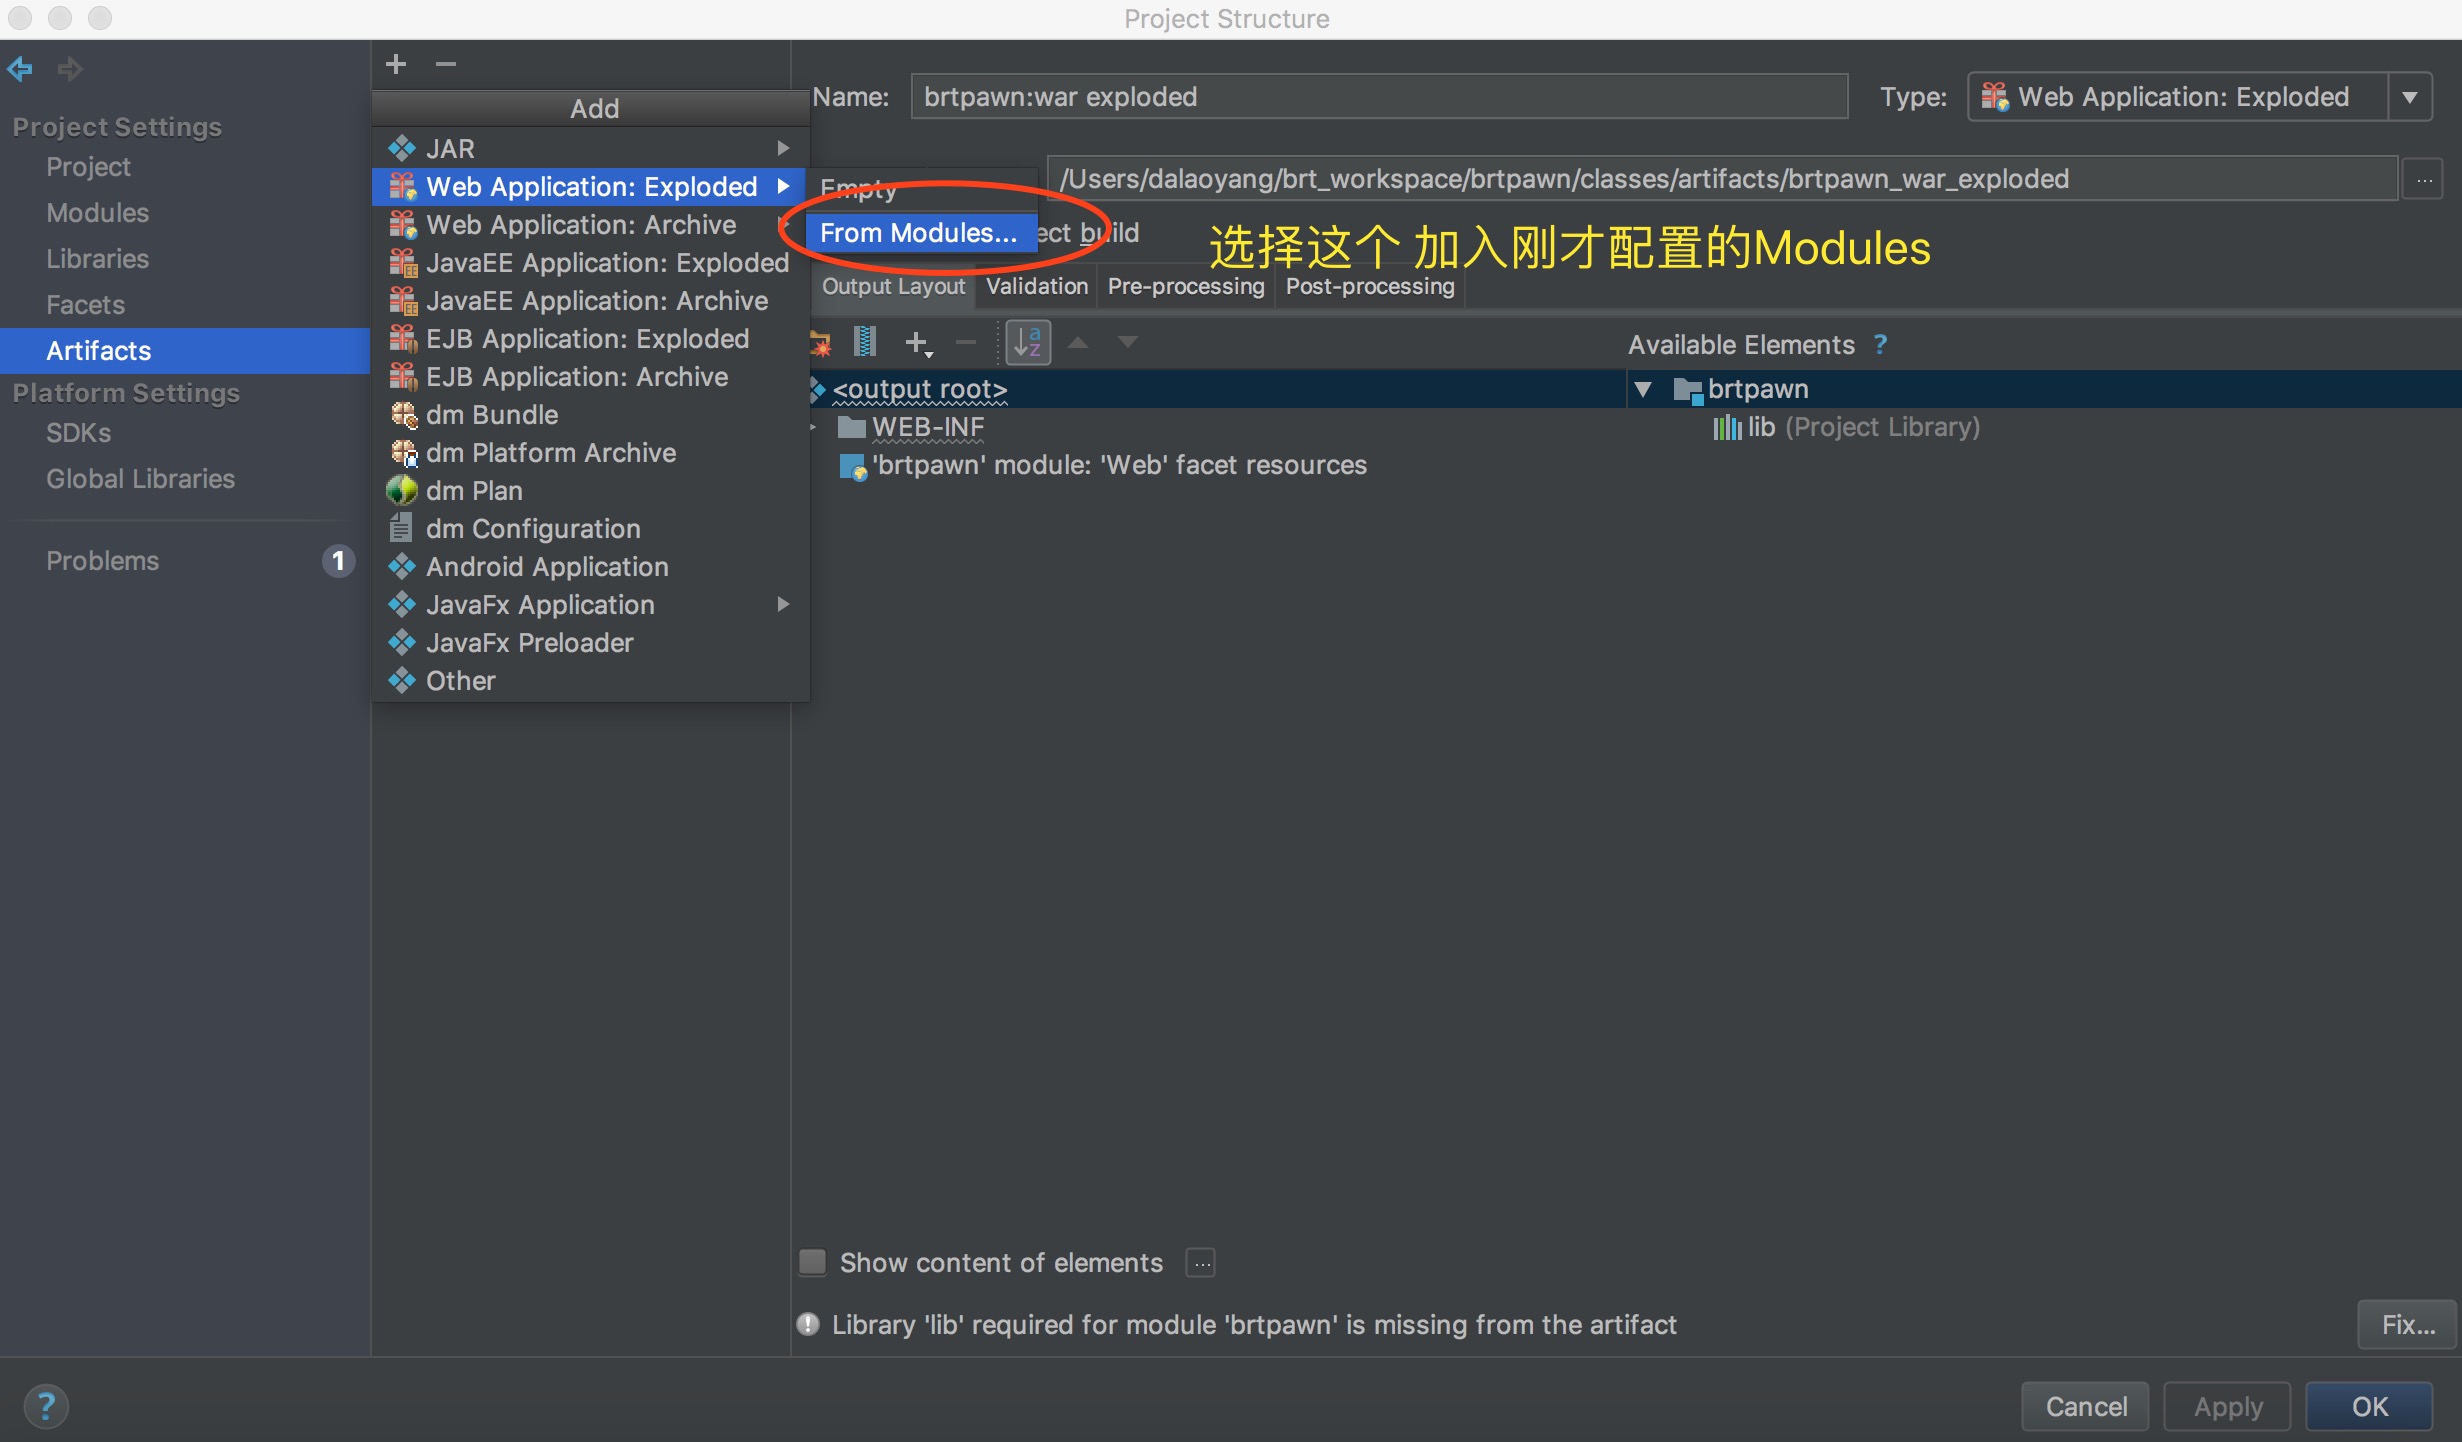 Project Structure
Project Settings
Project
Modules
Libraries
Facets
Artifacts
Platform Settings
SDKs
Global Libraries
Problems
1
Add
JAR
Web Application: Exploded
Web Application: Archive
JavaEE Application: Exploded
JavaEE Application: Archive
EJB Application: Exploded
EJB Application: Archive
dm Bundle
dm Platform Archive
dm Plan
dm Configuration
Android Application
JavaFx Application
JavaFx Preloader
Other
Empty
From Modules...
Name: brtpawn:war exploded
Type: Web Application: Exploded
/Users/dalaoyang/brt_workspace/brtpawn/classes/artifacts/brtpawn_war_exploded
...
ect build
选择这个 加入刚才配置的Modules
Output Layout Validation Pre-processing Post-processing
a
z
Available Elements ?
<output root>
WEB-INF
'brtpawn' module: 'Web' facet resources
brtpawn
lib (Project Library)
Show content of elements ...
Library 'lib' required for module 'brtpawn' is missing from the artifact
Fix...
?
Cancel Apply OK